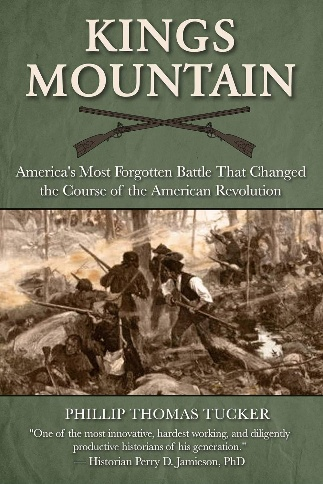 KINGS
MOUNTAIN
America's Most Forgotten Battle That Changed
the Course of the American Revolution
PHILLIP THOMAS TUCKER
"One of the most innovative, hardest working, and diligently
productive historians of his generation."
— Historian Perry D. Jamieson, PhD